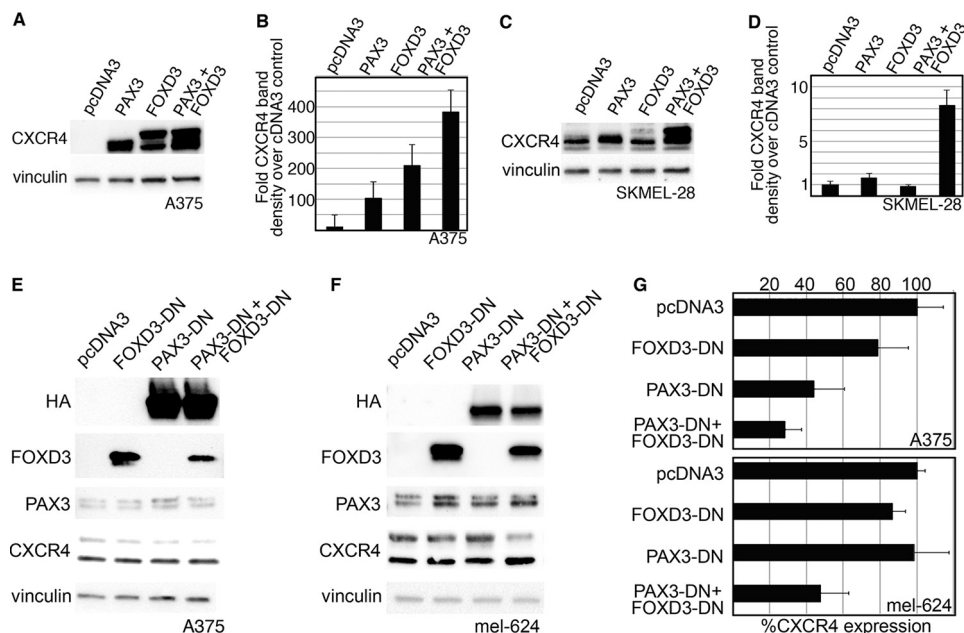 A
pcDNA3
PAX3
FOXD3
PAX3 +
FOXD3
CXCR4
vinculin
A375
B
Fold CXCR4 band
density over cDNA3 control
pcDNA3
PAX3
FOXD3
PAX3 +
FOXD3
400
300
200
100
A375
C
pcDNA3
PAX3
FOXD3
PAX3 +
FOXD3
CXCR4
vinculin
SKMEL-28
D
Fold CXCR4 band
density over cDNA3 control
pcDNA3
PAX3
FOXD3
PAX3 +
FOXD3
10
5
1
SKMEL-28
E
pcDNA3
FOXD3-DN
PAX3-DN
PAX3-DN +
FOXD3-DN
HA
FOXD3
PAX3
CXCR4
vinculin
A375
F
pcDNA3
FOXD3-DN
PAX3-DN
PAX3-DN +
FOXD3-DN
HA
FOXD3
PAX3
CXCR4
vinculin
mel-624
G
20 40 60 80 100
pcDNA3
FOXD3-DN
PAX3-DN
PAX3-DN+
FOXD3-DN
A375
pcDNA3
FOXD3-DN
PAX3-DN
PAX3-DN+
FOXD3-DN
mel-624
%CXCR4 expression